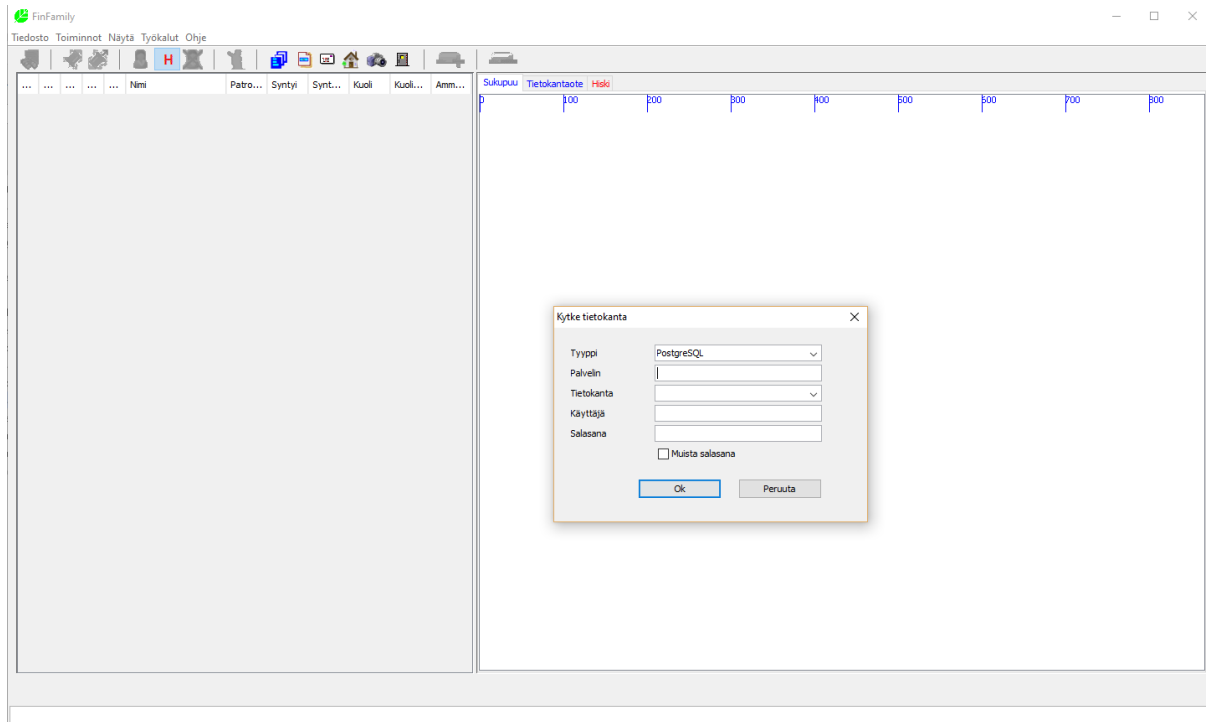 FinFamily
Tiedosto Toiminnot Näytä Työkalut Ohje
H
... ... ... ... ... Nimi Patro... Syntyi Synt... Kuoli Kuoli... Amm...
Sukupuu Tietokantaote Hiski
0 100 200 300 400 500 600 700 800
Kytke tietokanta
Tyyppi PostgreSQL
Palvelin
Tietokanta
Käyttäjä
Salasana
Muista salasana
Ok Peruuta